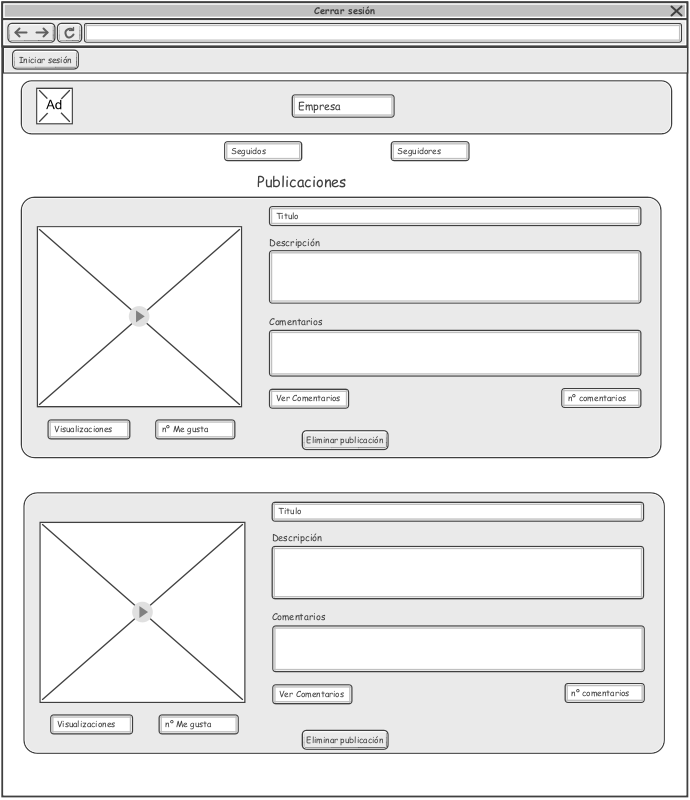 Cerrar sesión
Iniciar sesión
Ad
Empresa
Seguidos
Seguidores
Publicaciones
Titulo
Descripción
Comentarios
Ver Comentarios
nº comentarios
Visualizaciones
nº Me gusta
Eliminar publicación
Titulo
Descripción
Comentarios
Ver Comentarios
nº comentarios
Visualizaciones
nº Me gusta
Eliminar publicación